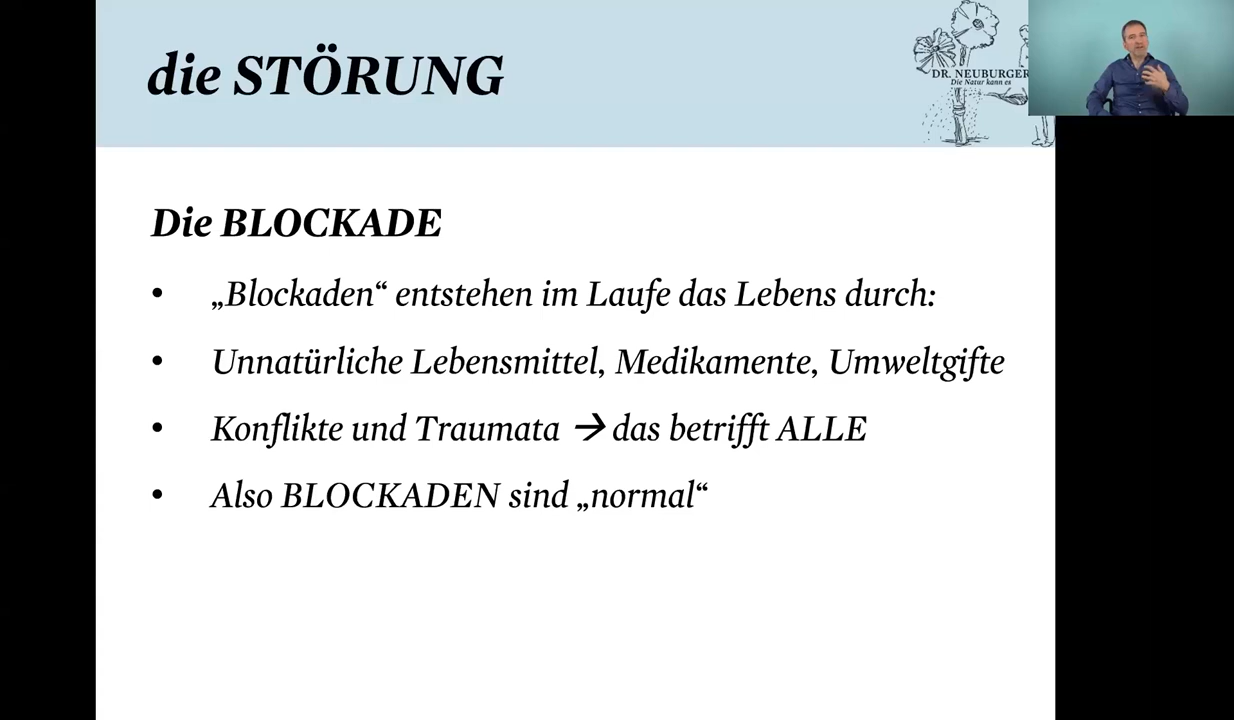 die STÖRUNG
DR. NEUBURGER
Die Natur kann es
Die BLOCKADE
• „Blockaden“ entstehen im Laufe das Lebens durch:
• Unnatürliche Lebensmittel, Medikamente, Umweltgifte
• Konflikte und Traumata → das betrifft ALLE
• Also BLOCKADEN sind „normal“